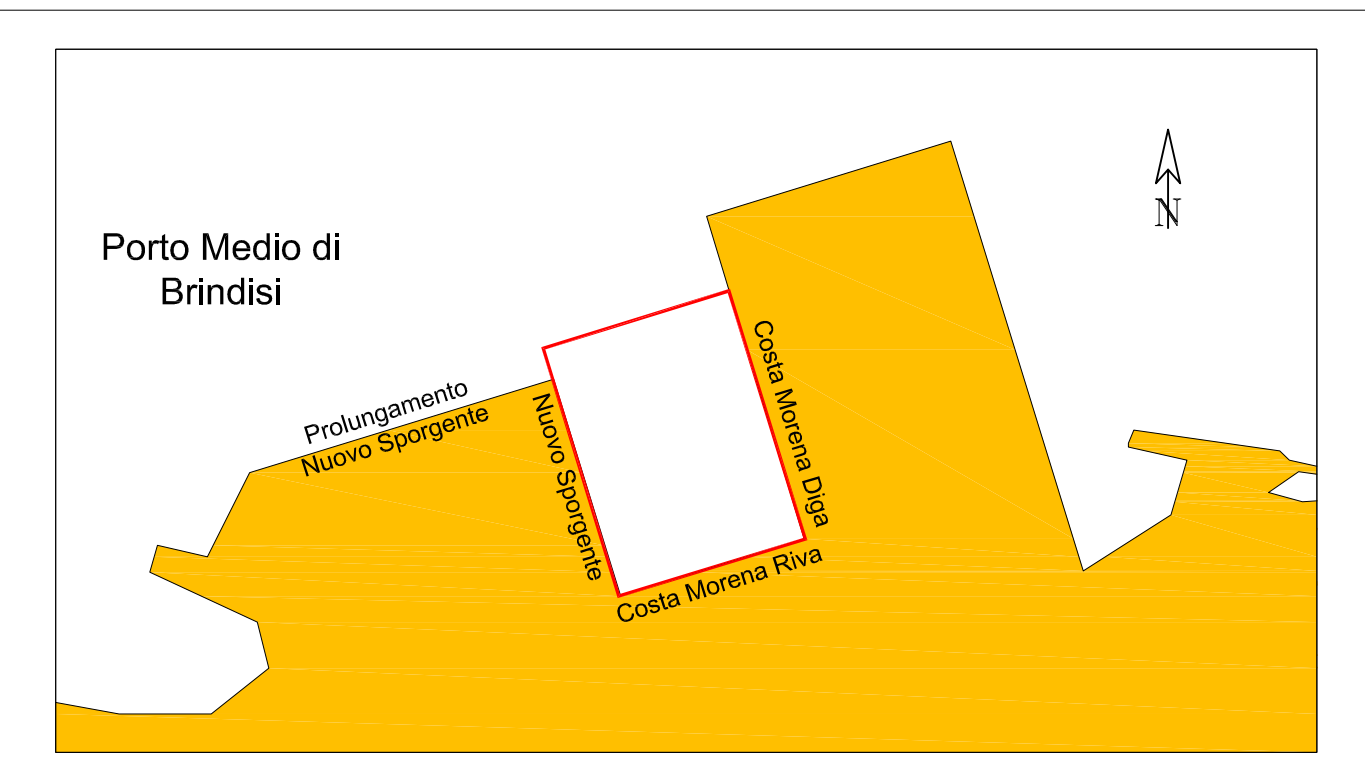 Porto Medio di
Brindisi
N
Prolungamento
Nuovo Sporgente
Nuovo Sporgente
Costa Morena Diga
Costa Morena Riva